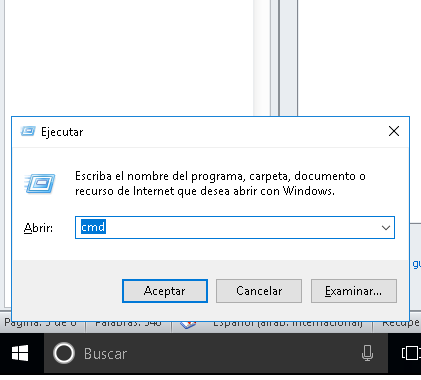 Ejecutar
Escriba el nombre del programa, carpeta, documento o
recurso de Internet que desea abrir con Windows.
Abrir:
cmd
Aceptar
Cancelar
Examinar...
Página: 5 de 6
Palabras: 546
Español (alfab. internacional)
Recupe
Buscar